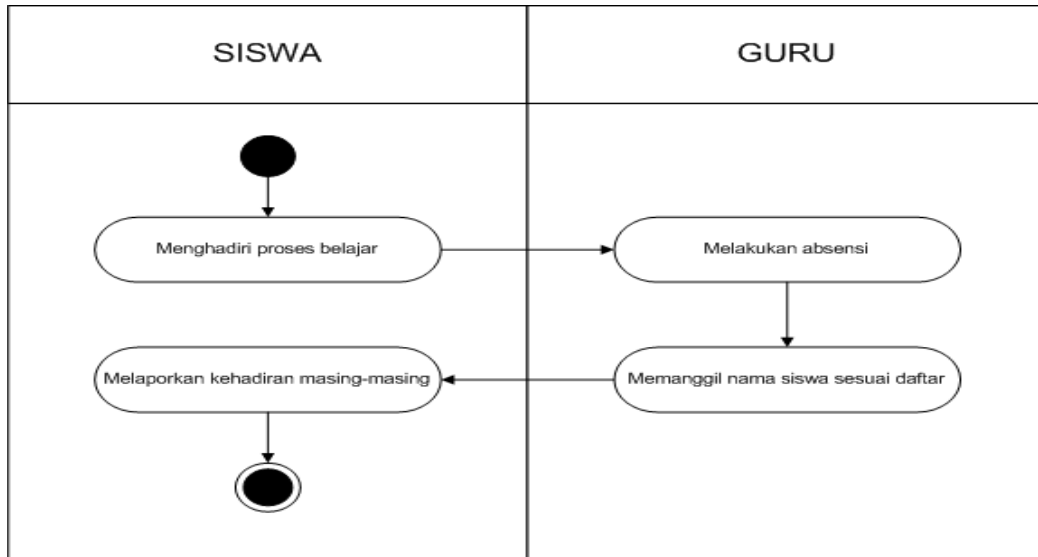 SISWA
GURU
Menghadiri proses belajar
Melakukan absensi
Memanggil nama siswa sesuai daftar
Melaporkan kehadiran masing-masing